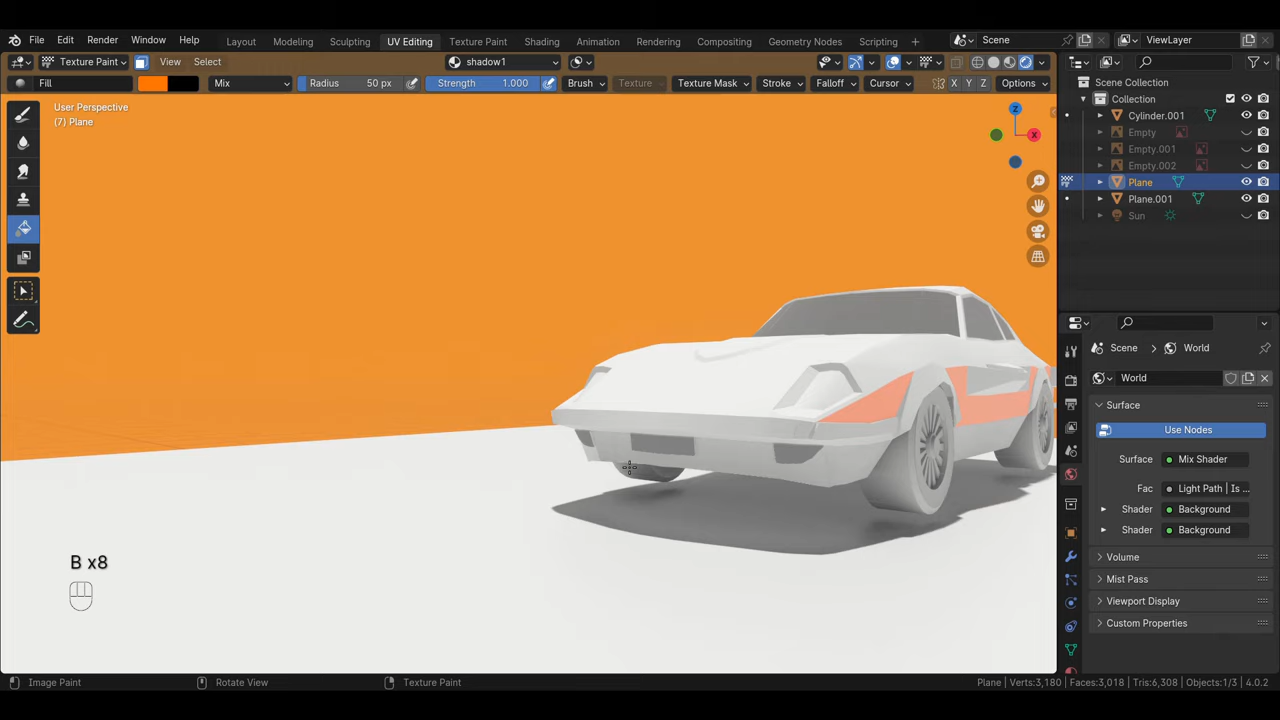 File Edit Render Window Help
Layout Modeling Sculpting UV Editing Texture Paint Shading Animation Rendering Compositing Geometry Nodes Scripting +
Scene
ViewLayer
Texture Paint View Select
shadow1
Fill
Mix
Radius 50 px
Strength 1.000
Brush
Texture
Texture Mask
Stroke
Falloff
Cursor
X Y Z
Options
User Perspective
(7) Plane
Z
X
B x8
Scene Collection
Collection
Cylinder.001
Empty
Empty.001
Empty.002
Plane
Plane.001
Sun
Scene > World
World
Surface
Use Nodes
Surface Mix Shader
Fac Light Path | Is ...
Shader Background
Shader Background
Volume
Mist Pass
Viewport Display
Custom Properties
Image Paint
Rotate View
Texture Paint
Plane | Verts:3,180 | Faces:3,018 | Tris:6,308 | Objects:1/3 | 4.0.2